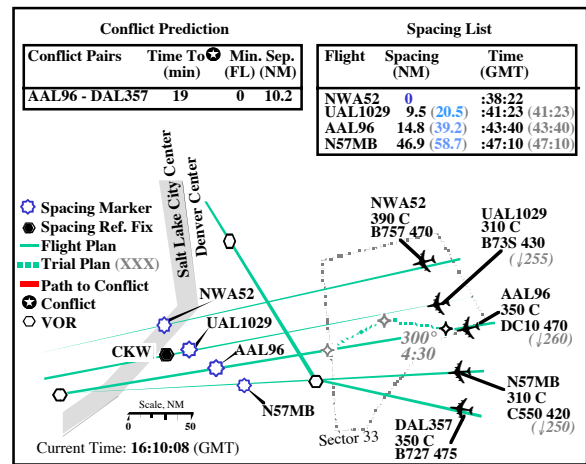 Conflict Prediction
Conflict Pairs Time To Min. Sep.
(min) (FL) (NM)
AAL96 - DAL357 19 0 10.2
Spacing List
Flight Spacing Time
(NM) (GMT)
NWA52 0 :38:22
UAL1029 9.5 (20.5) :41:23 (41:23)
AAL96 14.8 (39.2) :43:40 (43:40)
N57MB 46.9 (58.7) :47:10 (47:10)
Salt Lake City Center
Denver Center
Spacing Marker
Spacing Ref. Fix
Flight Plan
Trial Plan (XXX)
Path to Conflict
Conflict
VOR
NWA52
390 C
B757 470
UAL1029
310 C
B73S 430
(↓255)
NWA52
UAL1029
AAL96
CKW
N57MB
300°
4:30
AAL96
350 C
DC10 470
(↓260)
N57MB
310 C
C550 420
(↓250)
DAL357
350 C
B727 475
Sector 33
Scale, NM
0 50
Current Time: 16:10:08 (GMT)